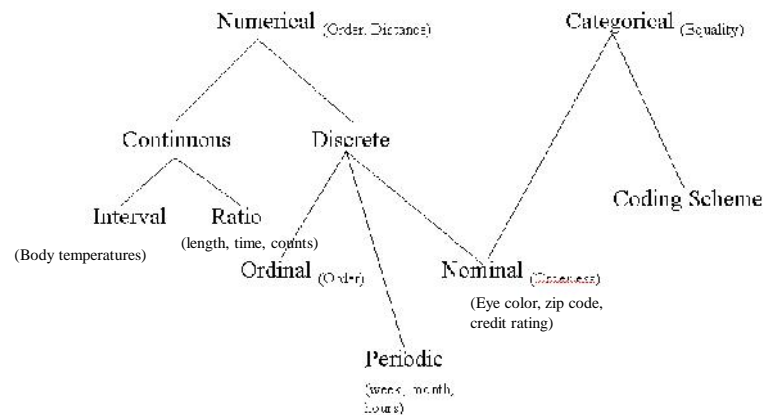 Numerical (Order, Distance)
Categorical (Equality)
Continuous
Discrete
Interval
Ratio
Coding Scheme
(Body temperatures)
(length, time, counts)
Ordinal (Order)
Nominal
(Eye color, zip code,
credit rating)
Periodic
(week, month,
hours)